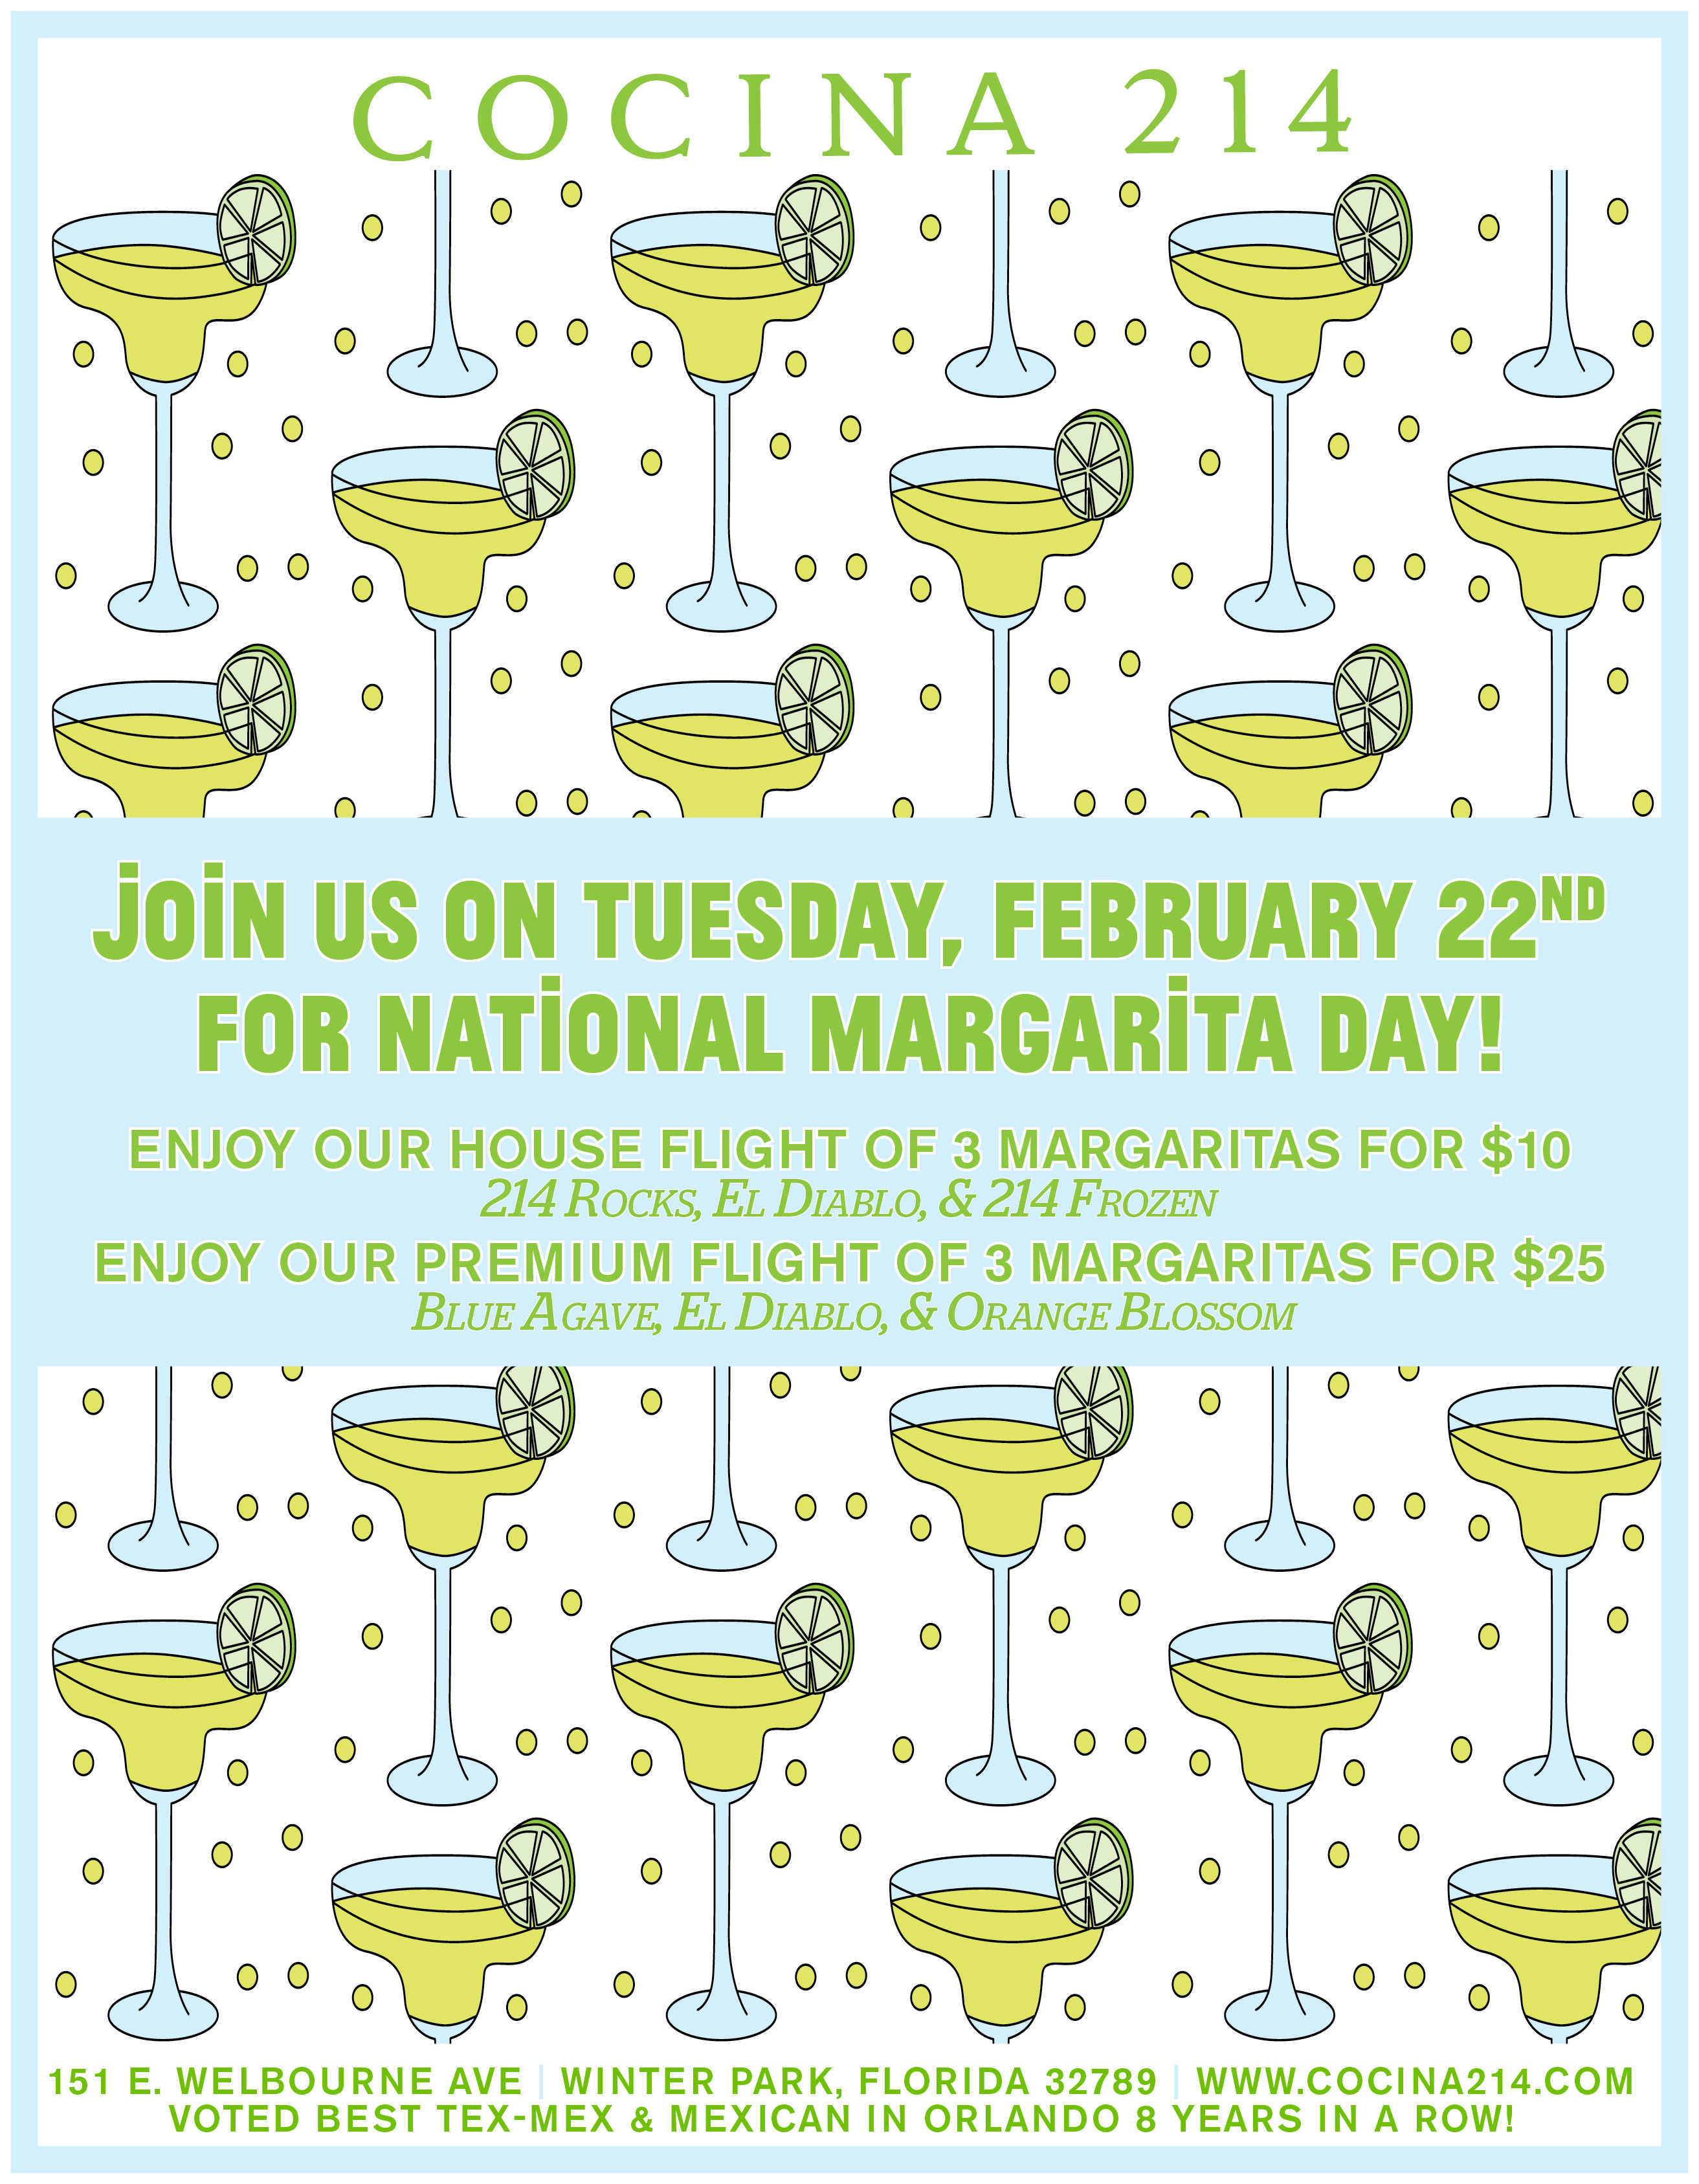 COCINA 214
JOIN US ON TUESDAY, FEBRUARY 22ND
FOR NATIONAL MARGARITA DAY!
ENJOY OUR HOUSE FLIGHT OF 3 MARGARITAS FOR $10
214 ROCKS, EL DIABLO, & 214 FROZEN
ENJOY OUR PREMIUM FLIGHT OF 3 MARGARITAS FOR $25
BLUE AGAVE, EL DIABLO, & ORANGE BLOSSOM
151 E. WELBOURNE AVE | WINTER PARK, FLORIDA 32789 | WWW.COCINA214.COM
VOTED BEST TEX-MEX & MEXICAN IN ORLANDO 8 YEARS IN A ROW!